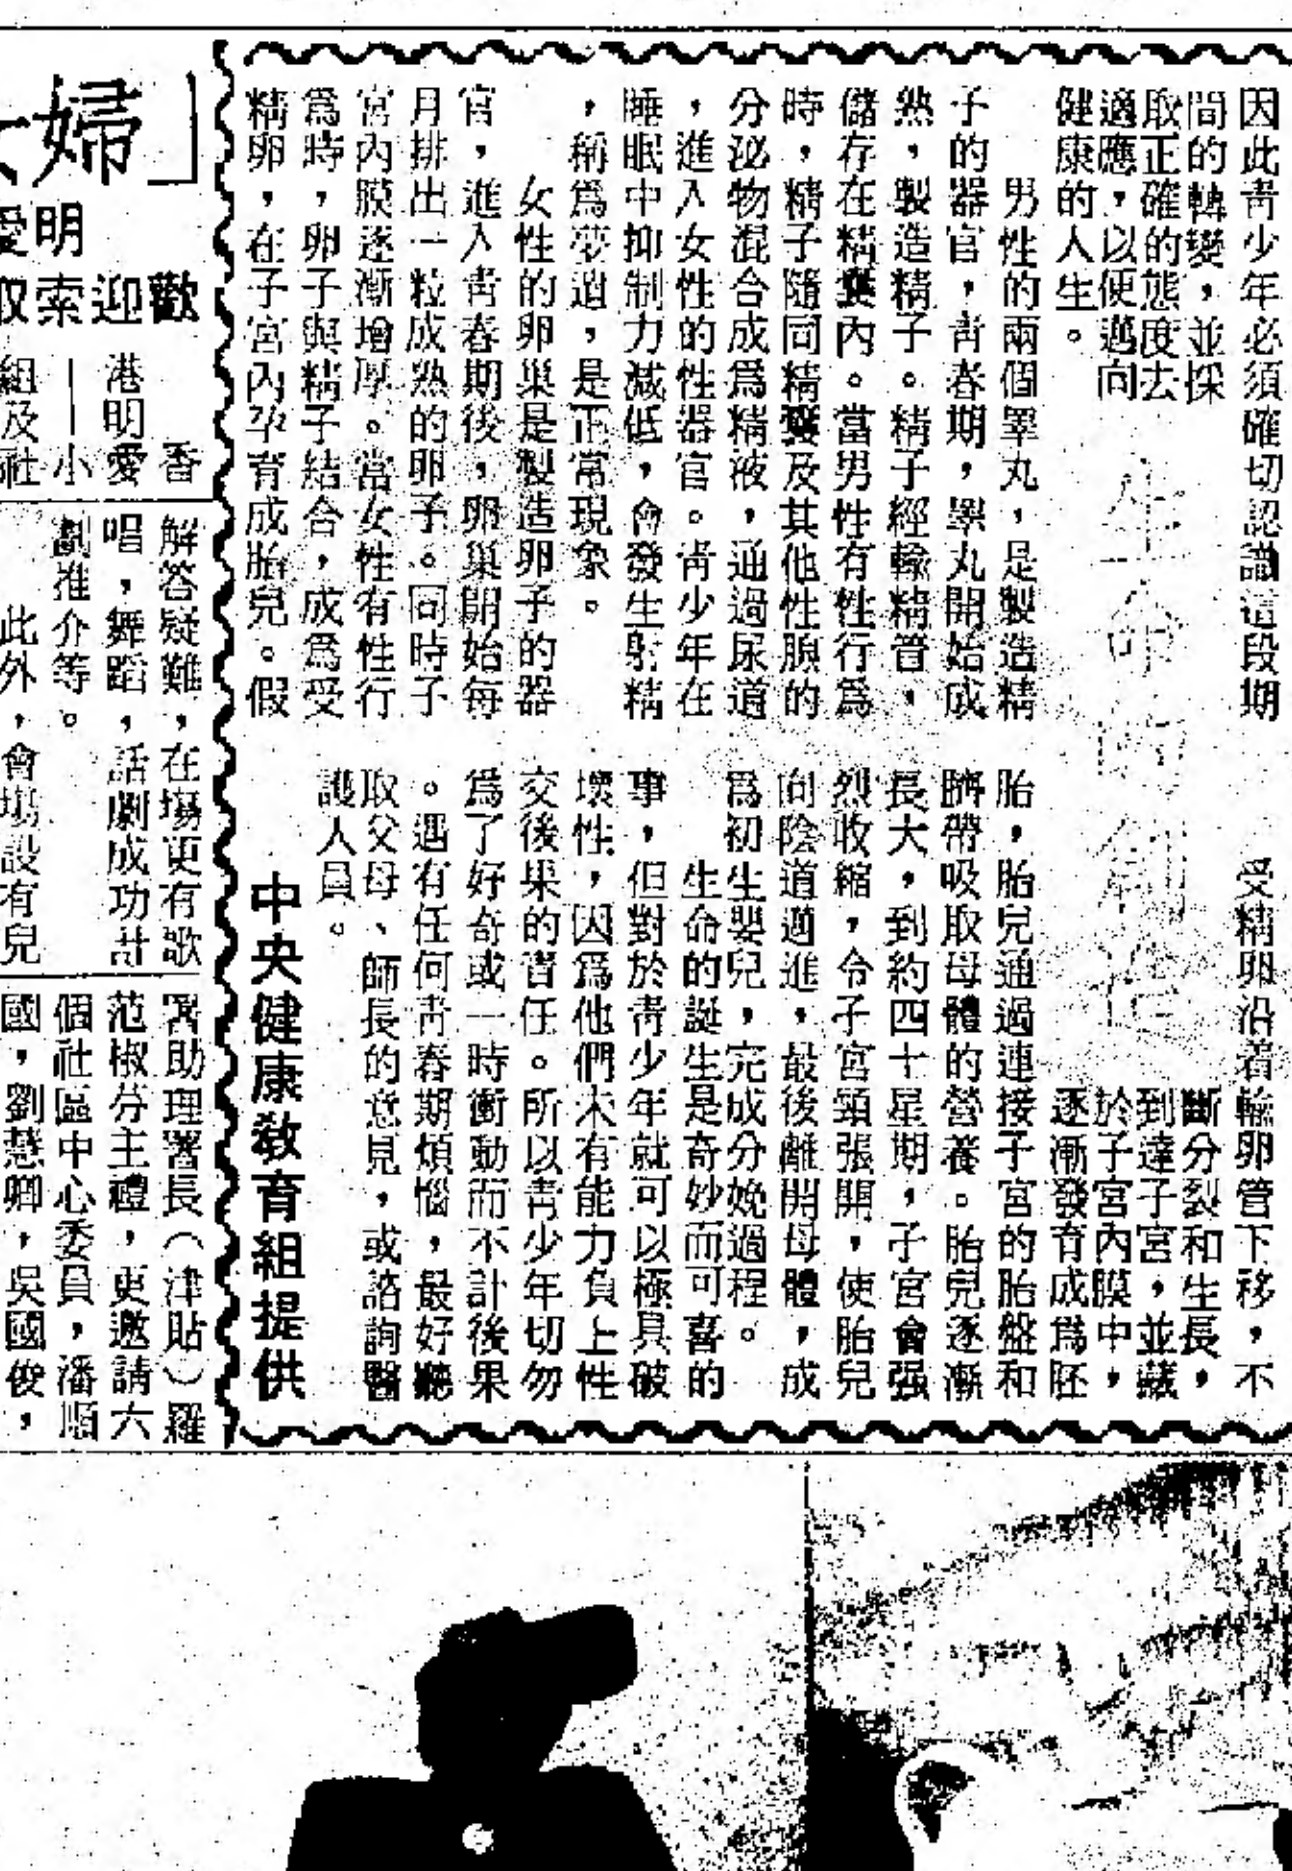 因此青少年必須確切認識這段期
間的轉變，並採
取正確的態度去
適應，以便邁向
健康的人生。
男性的兩個睪丸，是製造精
子的器官，青春期，睪丸開始成
熟，製造精子。精子經輸精管，
儲存在精囊內。當男性有性行為
時，精子隨同精囊及其他性腺的
分泌物混合成爲精液，通過尿道
，進入女性的性器官。青少年在
睡眠中抑制力減低，會發生射精
，稱爲夢遺，是正常現象。
女性的卵巢是製造卵子的器
官，進入青春期後，卵巢開始每
月排出一粒成熟的卵子。同時子
宮內膜逐漸增厚。當女性有性行
爲時，卵子與精子結合，成爲受
精卵，在子宮內孕育成胎兒。假
受精卵沿着輸卵管下移，不
斷分裂和生長，
到達子宮，並藏
於子宮內膜中，
逐漸發育成爲胚
胎，胎兒通過連接子宮的胎盤和
臍帶吸取母體的營養。胎兒逐漸
長大，到約四十星期，子宮會强
烈收縮，令子宮頸張開，使胎兒
向陰道邁進，最後離開母體，成
爲初生嬰兒，完成分娩過程。
生命的誕生是奇妙而可喜的
事，但對於青少年就可以極具破
壞性，因爲他們未有能力負上性
交後果的責任。所以青少年切勿
爲了好奇或一時衝動而不計後果
。遇有任何青春期煩惱，最好聽
取父母、師長的意見，或諮詢醫
護人員。
中央健康敎育組提供
婦」
愛明
取索迎歡
香
港明愛
——小
組及社
解答疑難，在場更有歌
唱，舞蹈，話劇成功計
劃推介等。
此外，會場設有兒
署助理署長（津貼）羅
范椒芬主禮，更邀請六
個社區中心委員，潘順
國，劉慧卿，吳國俊，